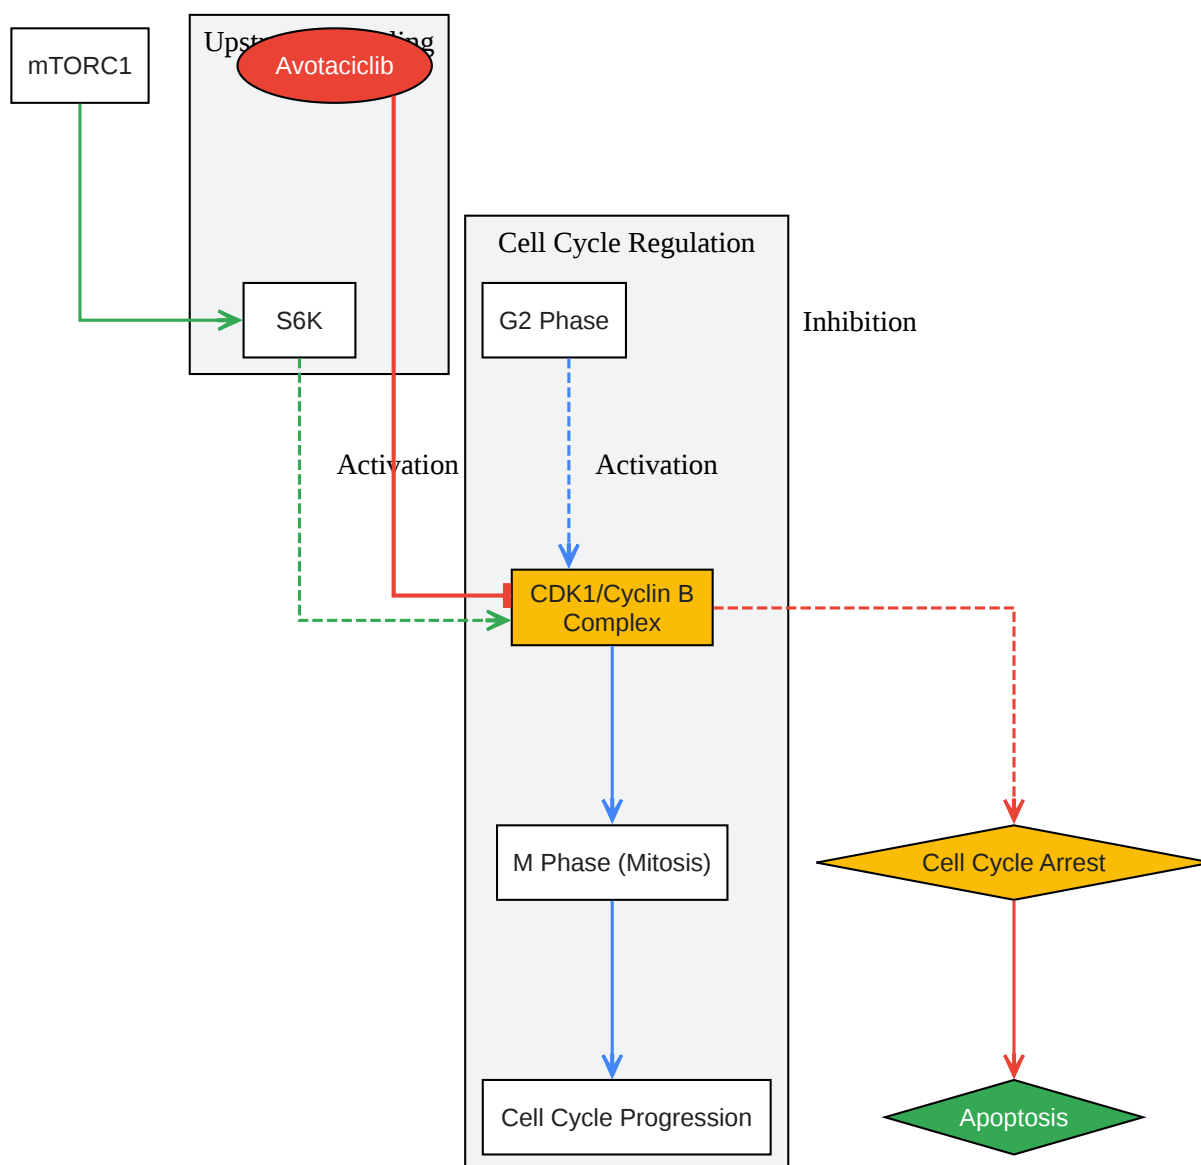 mTORC1
Avotaciclib
Cell Cycle Regulation
S6K
G2 Phase
Inhibition
Activation
Activation
CDK1/Cyclin B
Complex
M Phase (Mitosis)
Cell Cycle Arrest
Cell Cycle Progression
Apoptosis